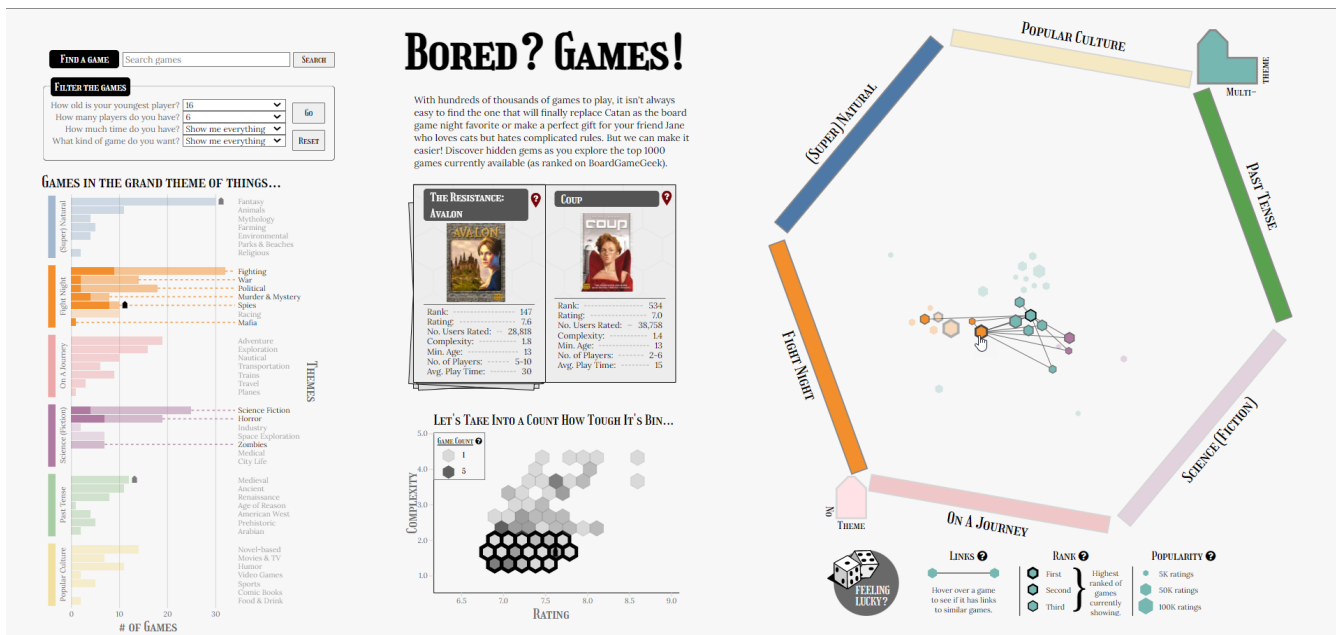 FIND A GAME
Search games
SEARCH
FILTER THE GAMES
How old is your youngest player? 16
How many players do you have? 6
How much time do you have? Show me everything
What kind of game do you want? Show me everything
GO
RESET
GAMES IN THE GRAND THEME OF THINGS...
(Super) Natural
Fantasy
Animals
Mythology
Farming
Environmental
Parks & Beaches
Religious
Fight Night
Fighting
War
Political
Murder & Mystery
Spies
Racing
Mafia
On A Journey
Adventure
Exploration
Nautical
Transportation
Trains
Travel
Planes
Science (Fiction)
Science Fiction
Horror
Industry
Space Exploration
Zombies
Medical
City Life
Past Tense
Medieval
Ancient
Renaissance
Age of Reason
American West
Prehistoric
Arabian
Popular Culture
Novel-based
Movies & TV
Humor
Video Games
Sports
Comic Books
Food & Drink
THEMES
0 10 20 30
# OF GAMES
BORED? GAMES!
With hundreds of thousands of games to play, it isn't always
easy to find the one that will finally replace Catan as the board
game night favorite or make a perfect gift for your friend Jane
who loves cats but hates complicated rules. But we can make it
easier! Discover hidden gems as you explore the top 1000
games currently available (as ranked on BoardGameGeek).
THE RESISTANCE:
AVALON
?
AVALON
Rank: 147
Rating: 7.6
No. Users Rated: 28,818
Complexity: 1.8
Min. Age: 13
No. of Players: 5-10
Avg. Play Time: 30
COUP
?
COUP
Rank: 534
Rating: 7.0
No. Users Rated: 38,758
Complexity: 1.4
Min. Age: 13
No. of Players: 2-6
Avg. Play Time: 15
LET'S TAKE INTO A COUNT HOW TOUGH IT'S BIN...
GAME COUNT ?
1
5
5.0
4.0
3.0
2.0
1.0
COMPLEXITY
6.5 7.0 7.5 8.0 8.5 9.0
RATING
POPULAR CULTURE
MULTI-
THEME
(SUPER)NATURAL
PAST TENSE
FIGHT NIGHT
SCIENCE (FICTION)
NO
THEME
ON A JOURNEY
FEELING
LUCKY?
LINKS ?
Hover over a game
to see if it has links
to similar games.
RANK ?
First
Second
Third
Highest
ranked of
games
currently
showing.
POPULARITY ?
5K ratings
50K ratings
100K ratings